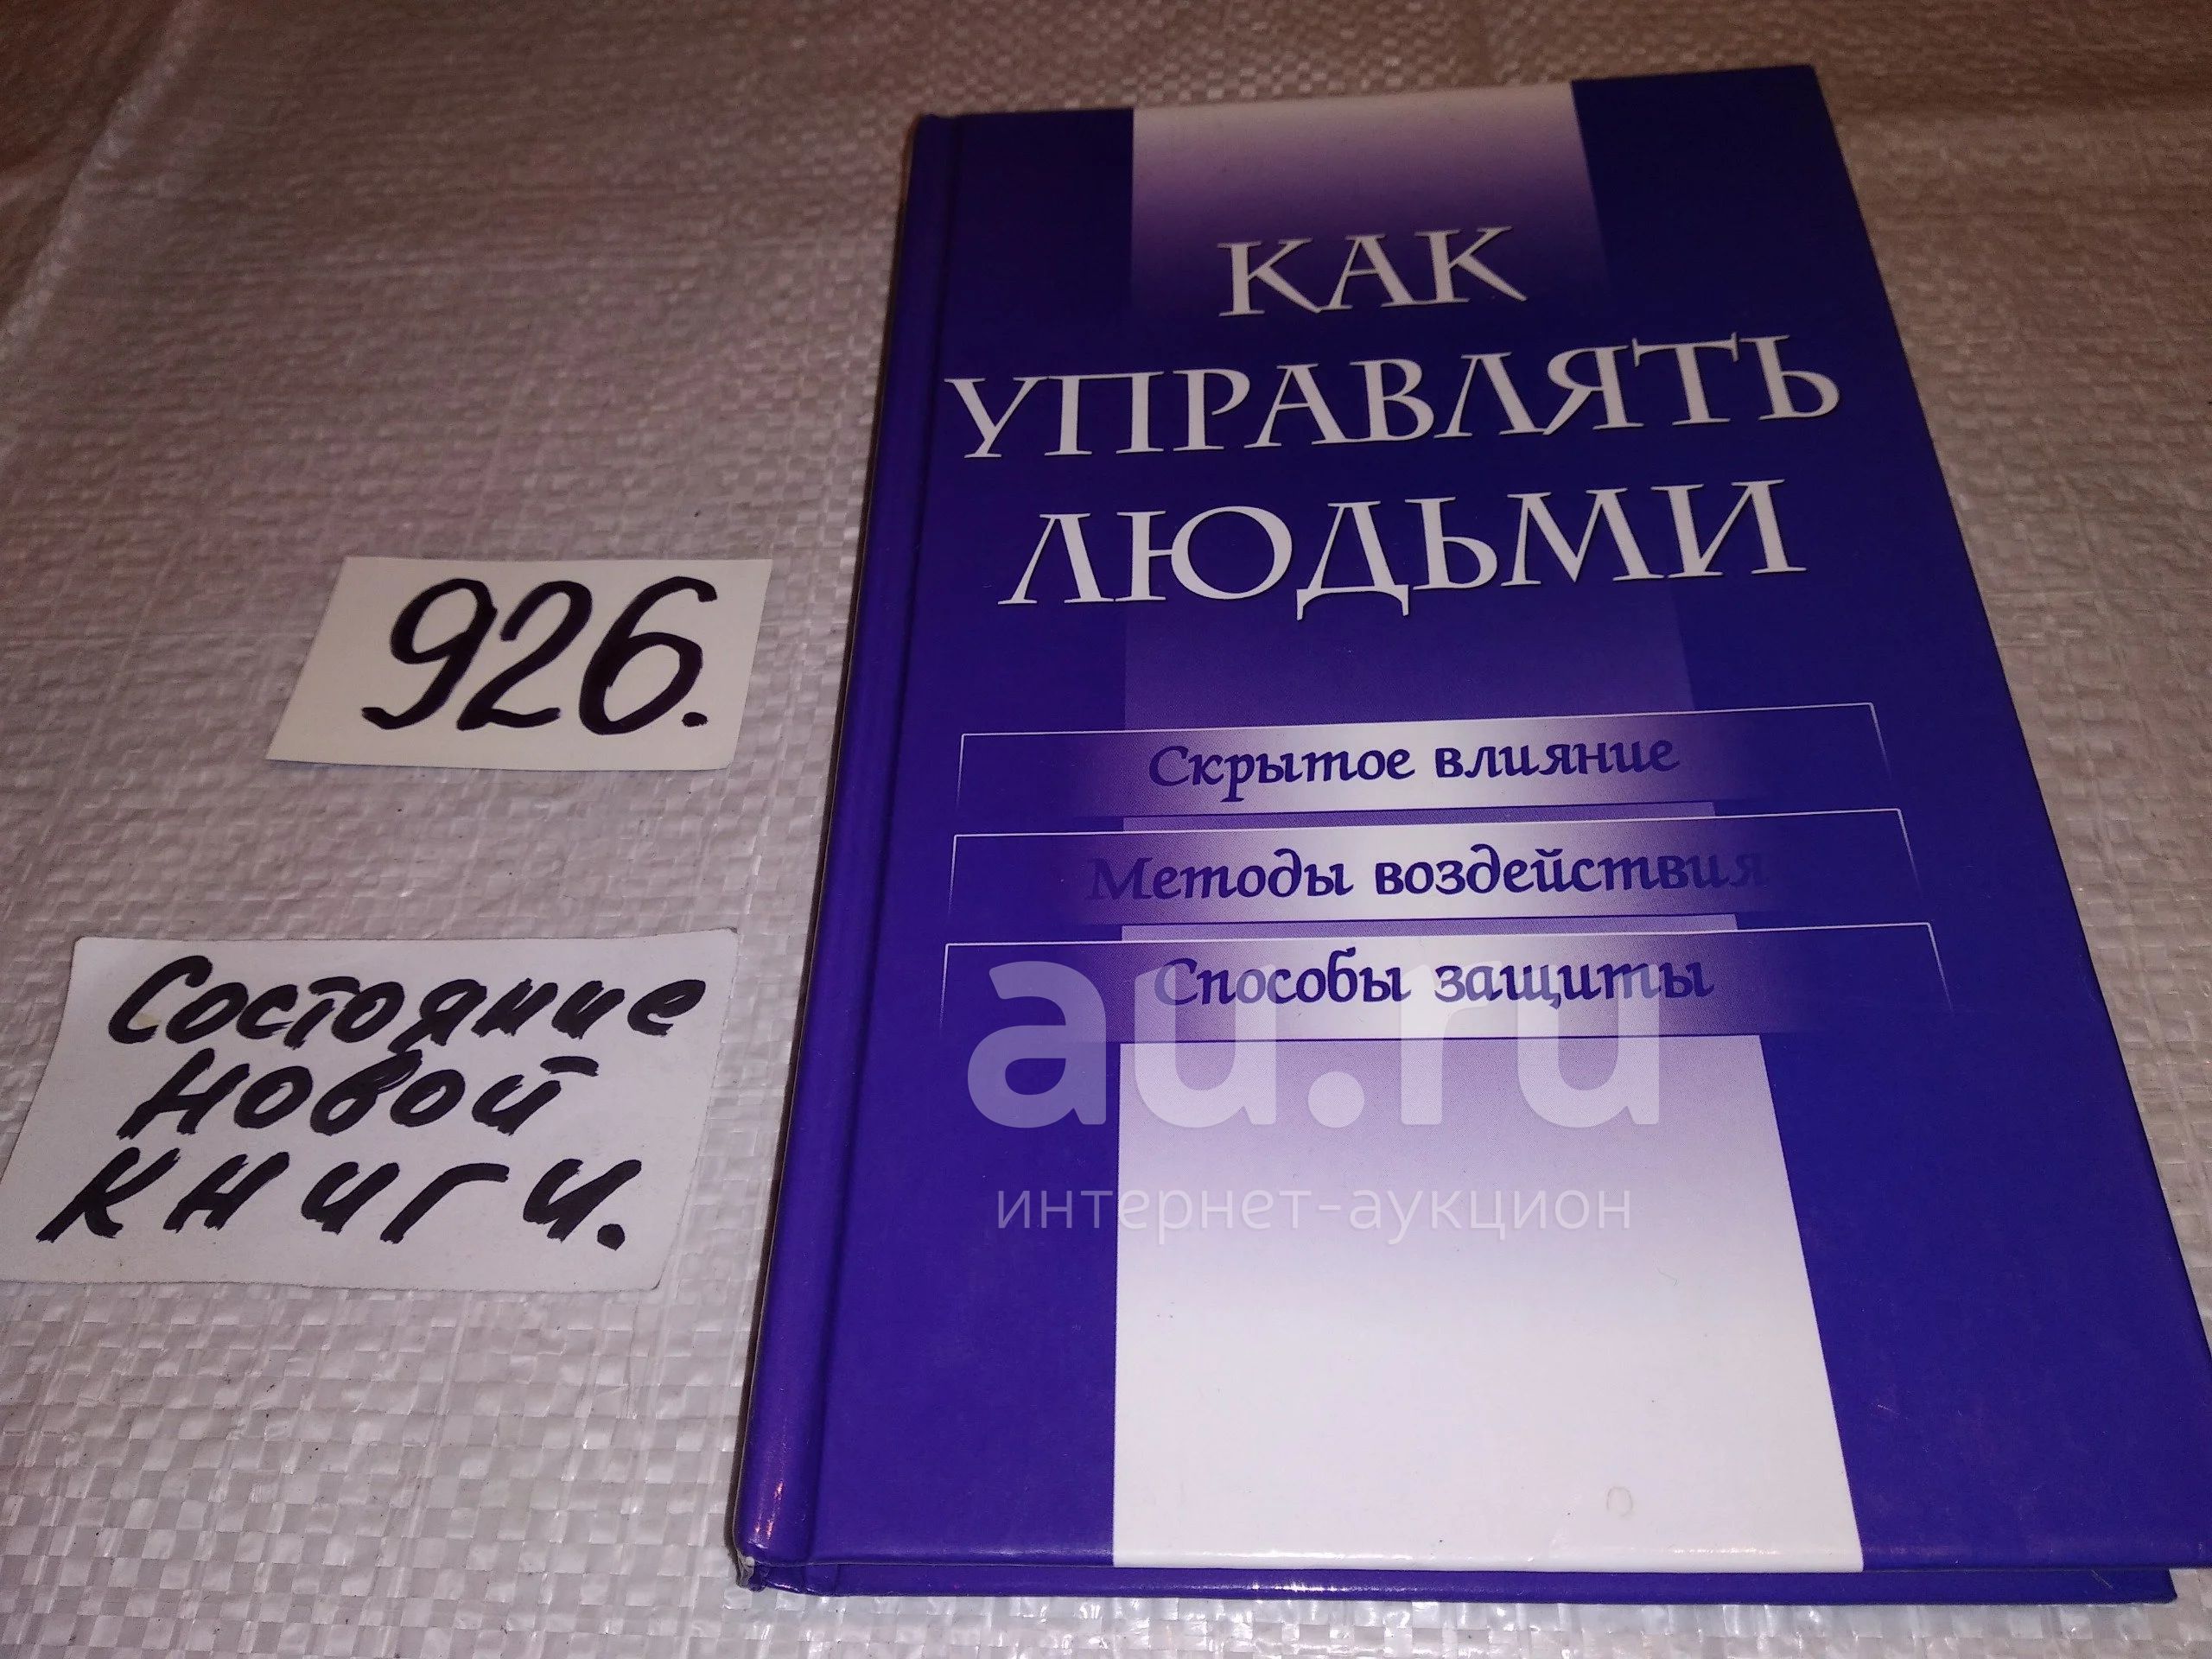 КАК
УПРАВЛЯТЬ
ЛЮДЬМИ
Скрытое влияние
Методы воздействия
Способы защиты
926.
Состояние
новой
книги.
au.ru
интернет-аукцион